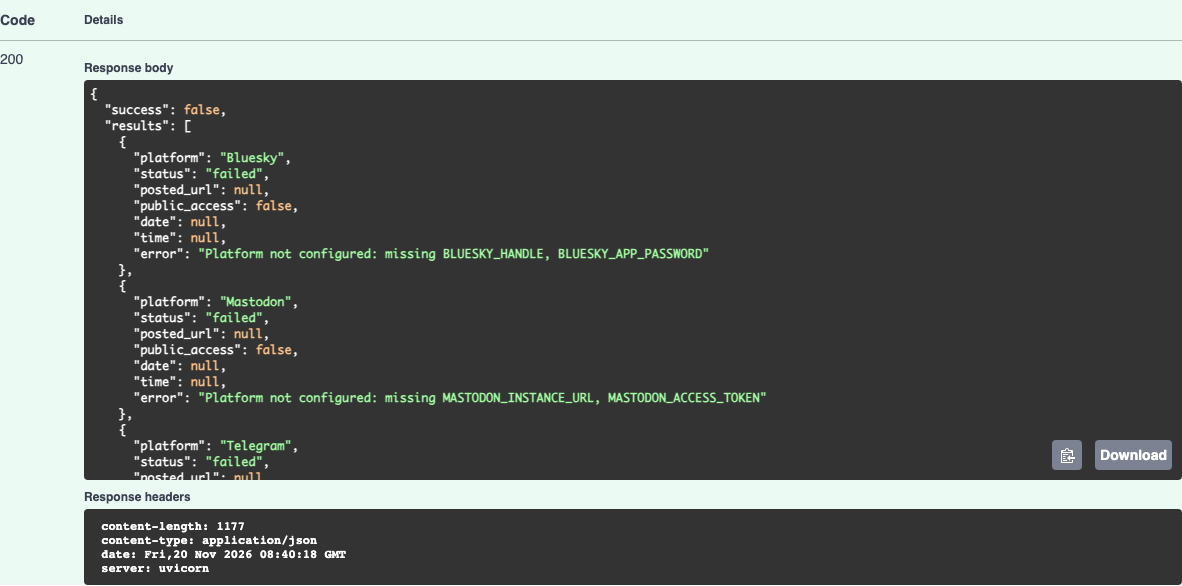 Code Details
200
Response body
{
  "success": false,
  "results": [
    {
      "platform": "Bluesky",
      "status": "failed",
      "posted_url": null,
      "public_access": false,
      "date": null,
      "time": null,
      "error": "Platform not configured: missing BLUESKY_HANDLE, BLUESKY_APP_PASSWORD"
    },
    {
      "platform": "Mastodon",
      "status": "failed",
      "posted_url": null,
      "public_access": false,
      "date": null,
      "time": null,
      "error": "Platform not configured: missing MASTODON_INSTANCE_URL, MASTODON_ACCESS_TOKEN"
    },
    {
      "platform": "Telegram",
      "status": "failed",
      "posted_url": null
Download
Response headers
content-length: 1177
content-type: application/json
date: Fri,20 Nov 2026 08:40:18 GMT
server: uvicorn